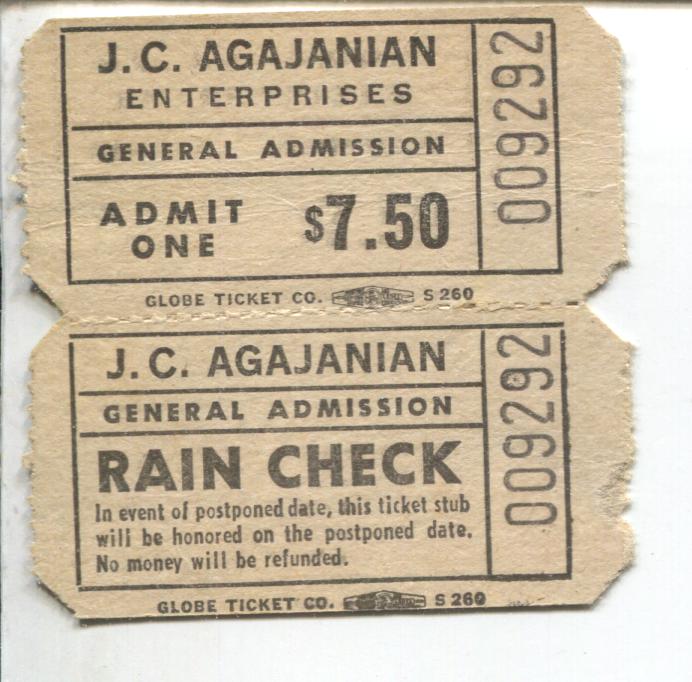 J.C. AGAJANIAN
ENTERPRISES
GENERAL ADMISSION
ADMIT
ONE
$7.50
009292
GLOBE TICKET CO. S 260
J.C. AGAJANIAN
GENERAL ADMISSION
RAIN CHECK
In event of postponed date, this ticket stub
will be honored on the postponed date.
No money will be refunded.
009292
GLOBE TICKET CO. S 260